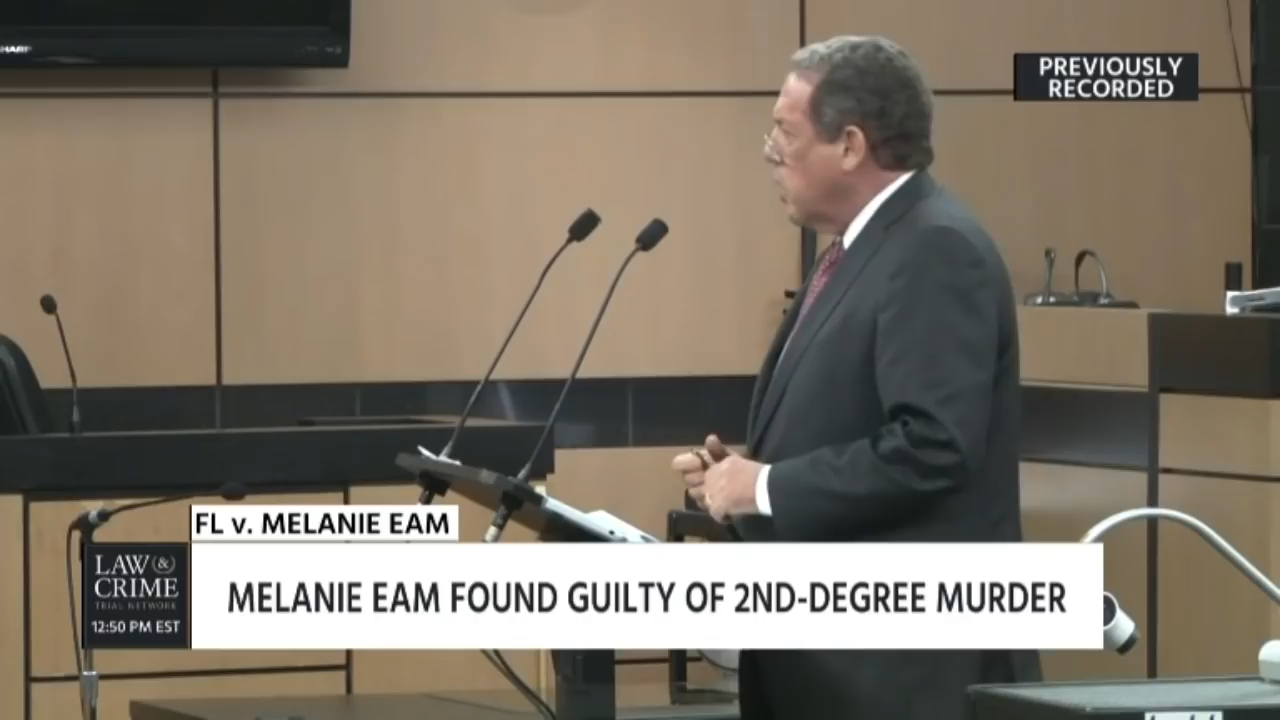 SHARP
PREVIOUSLY
RECORDED
FL v. MELANIE EAM
LAW &
CRIME
TRIAL NETWORK
12:50 PM EST
MELANIE EAM FOUND GUILTY OF 2ND-DEGREE MURDER